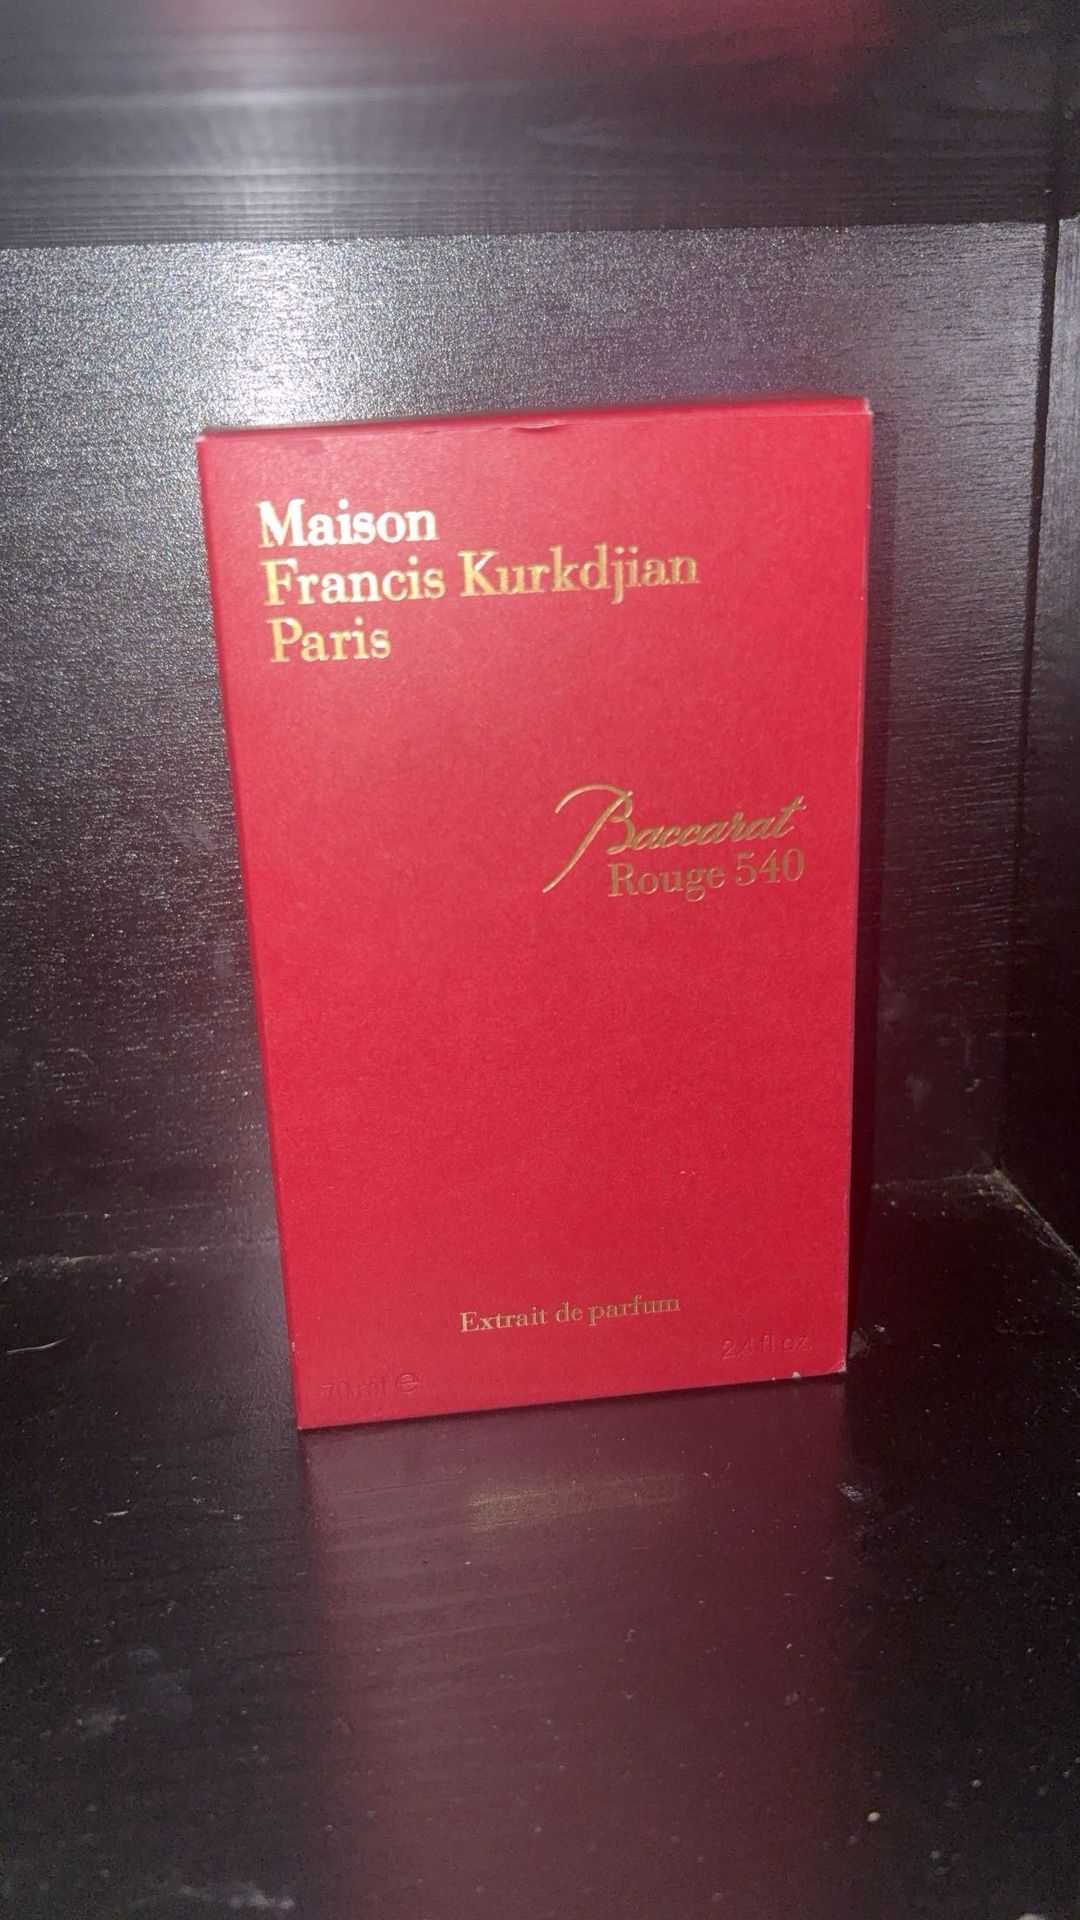 Maison
Francis Kurkdjian
Paris
Baccarat
Rouge 540
Extrait de parfum
70 ml ℮
2.4 fl.oz.